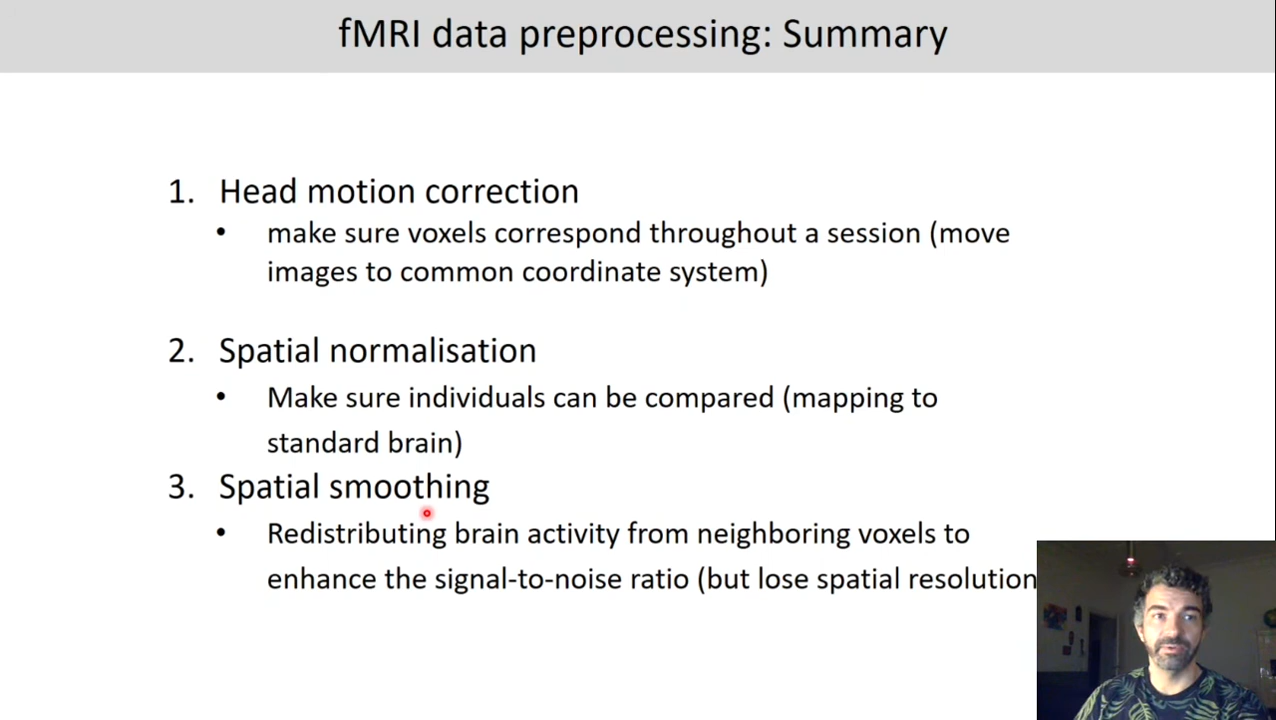 fMRI data preprocessing: Summary
1. Head motion correction
• make sure voxels correspond throughout a session (move
images to common coordinate system)
2. Spatial normalisation
• Make sure individuals can be compared (mapping to
standard brain)
3. Spatial smoothing
• Redistributing brain activity from neighboring voxels to
enhance the signal-to-noise ratio (but lose spatial resolution